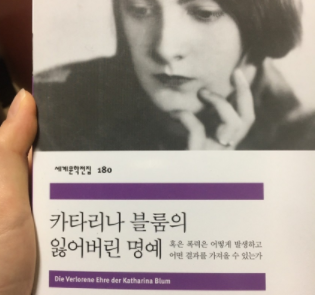 세계문학전집 180
카타리나 블룸의
잃어버린 명예
혹은 폭력은 어떻게 발생하고
어떤 결과를 가져올 수 있는가
Die Verlorene Ehre der Katharina Blum